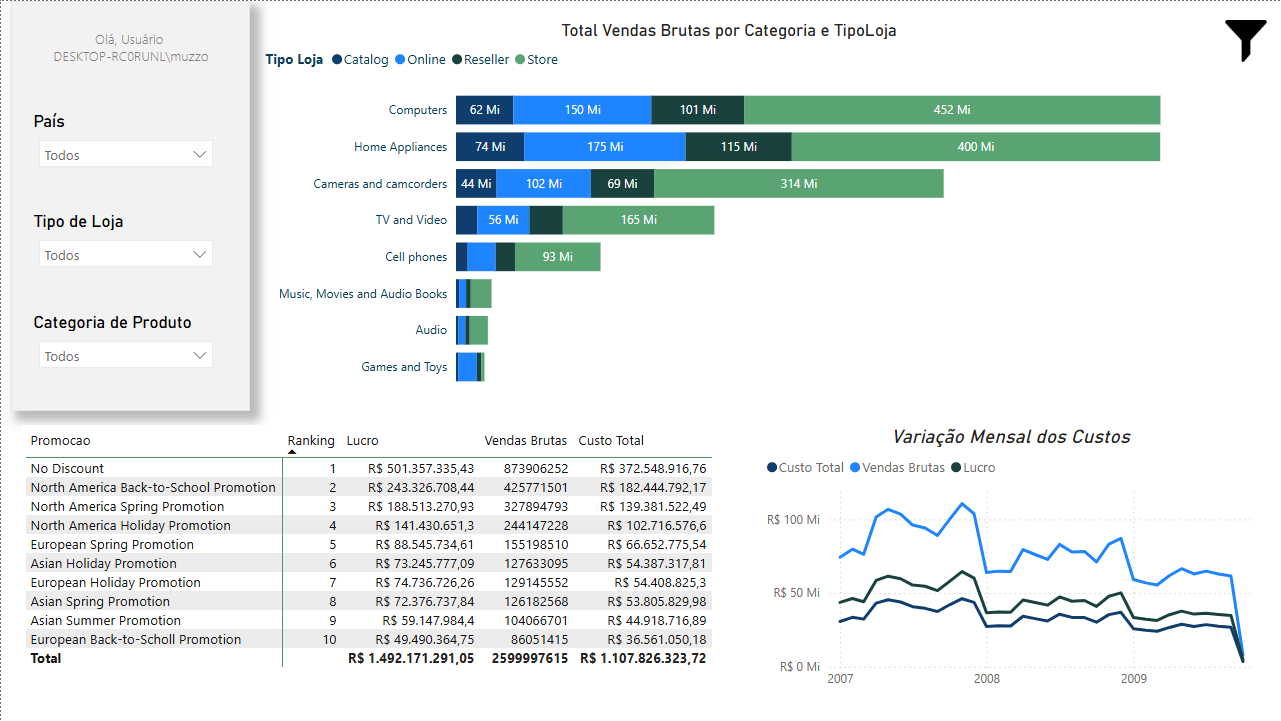 Olá, Usuário
DESKTOP-RC0RUNL\muzzo
País
Todos
Tipo de Loja
Todos
Categoria de Produto
Todos
Total Vendas Brutas por Categoria e TipoLoja
Tipo Loja Catalog Online Reseller Store
Computers 62 Mi 150 Mi 101 Mi 452 Mi
Home Appliances 74 Mi 175 Mi 115 Mi 400 Mi
Cameras and camcorders 44 Mi 102 Mi 69 Mi 314 Mi
TV and Video 56 Mi 165 Mi
Cell phones 93 Mi
Music, Movies and Audio Books
Audio
Games and Toys
Promocao Ranking Lucro Vendas Brutas Custo Total
No Discount 1 R$ 501.357.335,43 873906252 R$ 372.548.916,76
North America Back-to-School Promotion 2 R$ 243.326.708,44 425771501 R$ 182.444.792,17
North America Spring Promotion 3 R$ 188.513.270,93 327894793 R$ 139.381.522,49
North America Holiday Promotion 4 R$ 141.430.651,3 244147228 R$ 102.716.576,6
European Spring Promotion 5 R$ 88.545.734,61 155198510 R$ 66.652.775,54
Asian Holiday Promotion 6 R$ 73.245.777,09 127633095 R$ 54.387.317,81
European Holiday Promotion 7 R$ 74.736.726,26 129145552 R$ 54.408.825,3
Asian Spring Promotion 8 R$ 72.376.737,84 126182568 R$ 53.805.829,98
Asian Summer Promotion 9 R$ 59.147.984,4 104066701 R$ 44.918.716,89
European Back-to-Scholl Promotion 10 R$ 49.490.364,75 86051415 R$ 36.561.050,18
Total R$ 1.492.171.291,05 2599997615 R$ 1.107.826.323,72
Variação Mensal dos Custos
Custo Total Vendas Brutas Lucro
R$ 100 Mi
R$ 50 Mi
R$ 0 Mi
2007 2008 2009